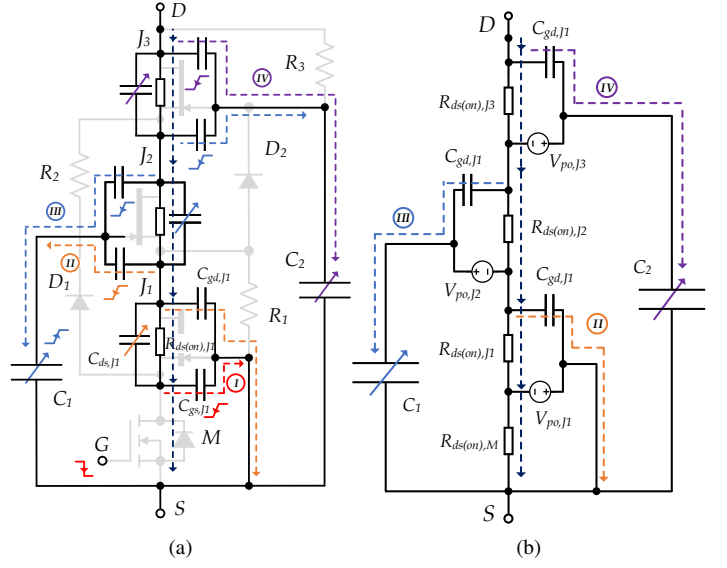 D
J3
IV
R3
J2
D2
R2
III
II
D1
J1
Cgd,J1
C2
R1
Rds(on),J1
Cds,J1
I
C1
Cgs,J1
G
M
S
(a)
D
Cgd,J1
IV
Rds(on),J3
Vpo,J3
Cgd,J1
III
Rds(on),J2
Vpo,J2
Cgd,J1
C2
II
Rds(on),J1
C1
Vpo,J1
Rds(on),M
S
(b)